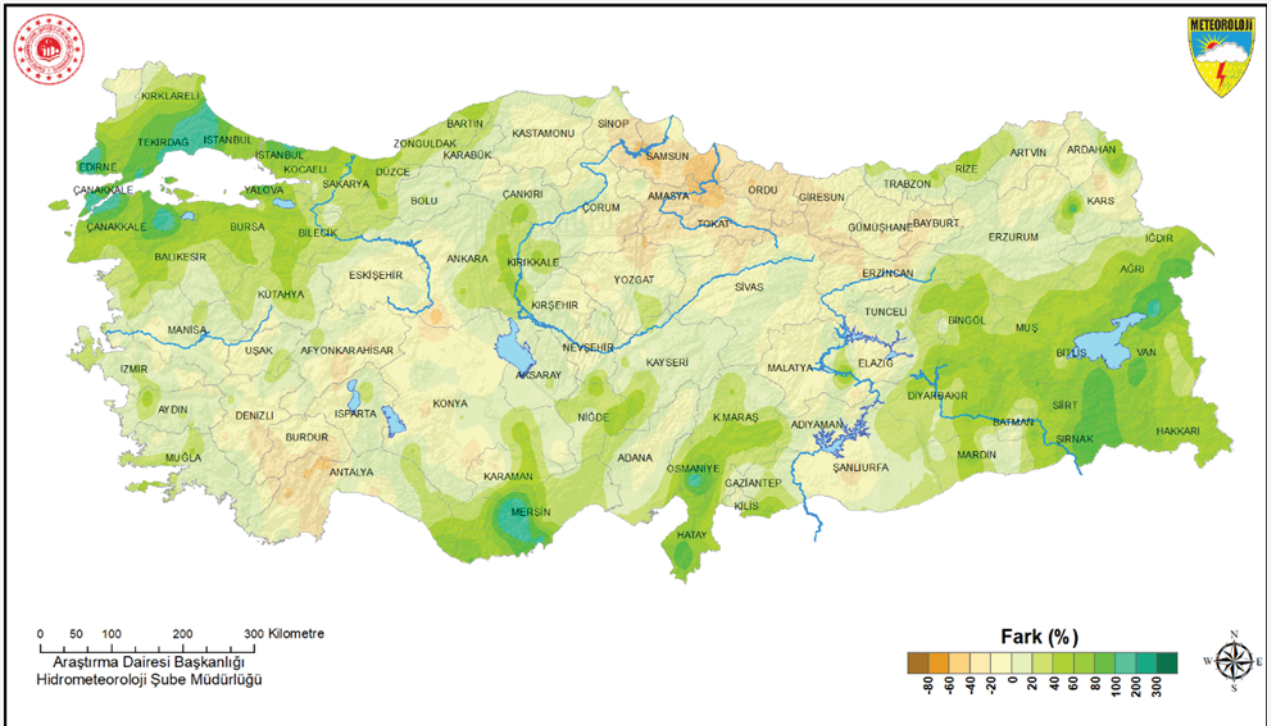 METEOROLOJİ
KIRKLARELİ
TEKİRDAĞ
İSTANBUL
İSTANBUL
EDİRNE
KOCAELİ
ÇANAKKALE
YALOVA
SAKARYA
DÜZCE
ZONGULDAK
BARTIN
KARABÜK
KASTAMONU
SİNOP
SAMSUN
ORDU
GİRESUN
TRABZON
RİZE
ARTVİN
ARDAHAN
KARS
ÇANAKKALE
BURSA
BİLECİK
BOLU
ÇANKIRI
ÇORUM
AMASYA
TOKAT
GÜMÜŞHANE
BAYBURT
ERZURUM
IĞDIR
BALIKESİR
ESKİŞEHİR
ANKARA
KIRIKKALE
YOZGAT
SİVAS
ERZİNCAN
AĞRI
KÜTAHYA
KIRŞEHİR
TUNCELİ
BİNGÖL
MUŞ
MANİSA
UŞAK
AFYONKARAHİSAR
NEVŞEHİR
KAYSERİ
MALATYA
ELAZIĞ
BİTLİS
VAN
İZMİR
AKSARAY
AYDIN
DENİZLİ
ISPARTA
KONYA
NİĞDE
K.MARAŞ
ADIYAMAN
DİYARBAKIR
SİİRT
BATMAN
ŞIRNAK
HAKKARİ
BURDUR
MUĞLA
ANTALYA
KARAMAN
ADANA
OSMANİYE
GAZİANTEP
ŞANLIURFA
MARDİN
MERSİN
KİLİS
HATAY
0 50 100 200 300 Kilometre
Araştırma Dairesi Başkanlığı
Hidrometeoroloji Şube Müdürlüğü
Fark (%)
-80 -60 -40 -20 0 20 40 60 80 100 200 300
N
W E
S